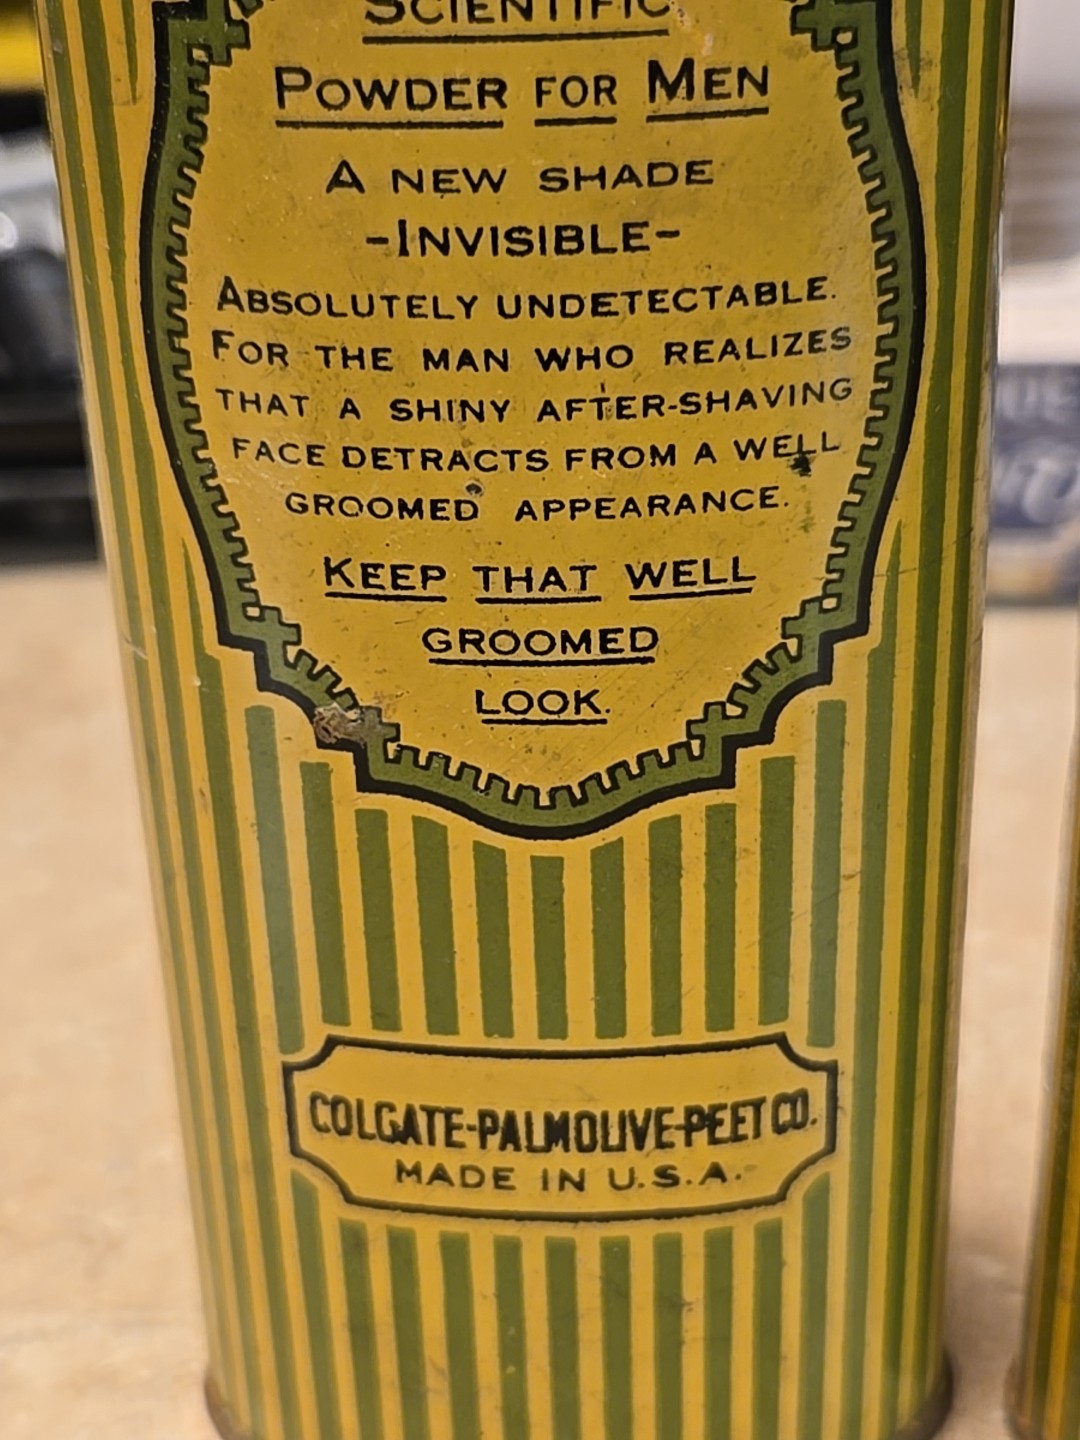 SCIENTIFIC
POWDER FOR MEN
A NEW SHADE
-INVISIBLE-
ABSOLUTELY UNDETECTABLE.
FOR THE MAN WHO REALIZES
THAT A SHINY AFTER-SHAVING
FACE DETRACTS FROM A WELL
GROOMED APPEARANCE.
KEEP THAT WELL
GROOMED
LOOK.
COLGATE-PALMOLIVE-PEET CO.
MADE IN U.S.A.